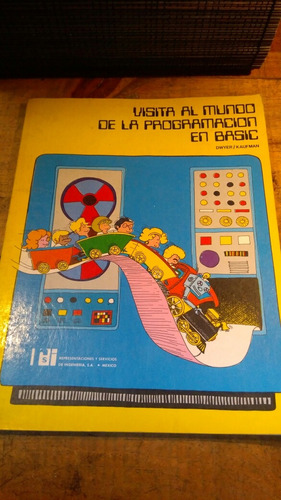 VISITA AL MUNDO
DE LA PROGRAMACION
EN BASIC
DWYER / KAUFMAN
REPRESENTACIONES Y SERVICIOS
DE INGENIERIA, S.A. • MEXICO